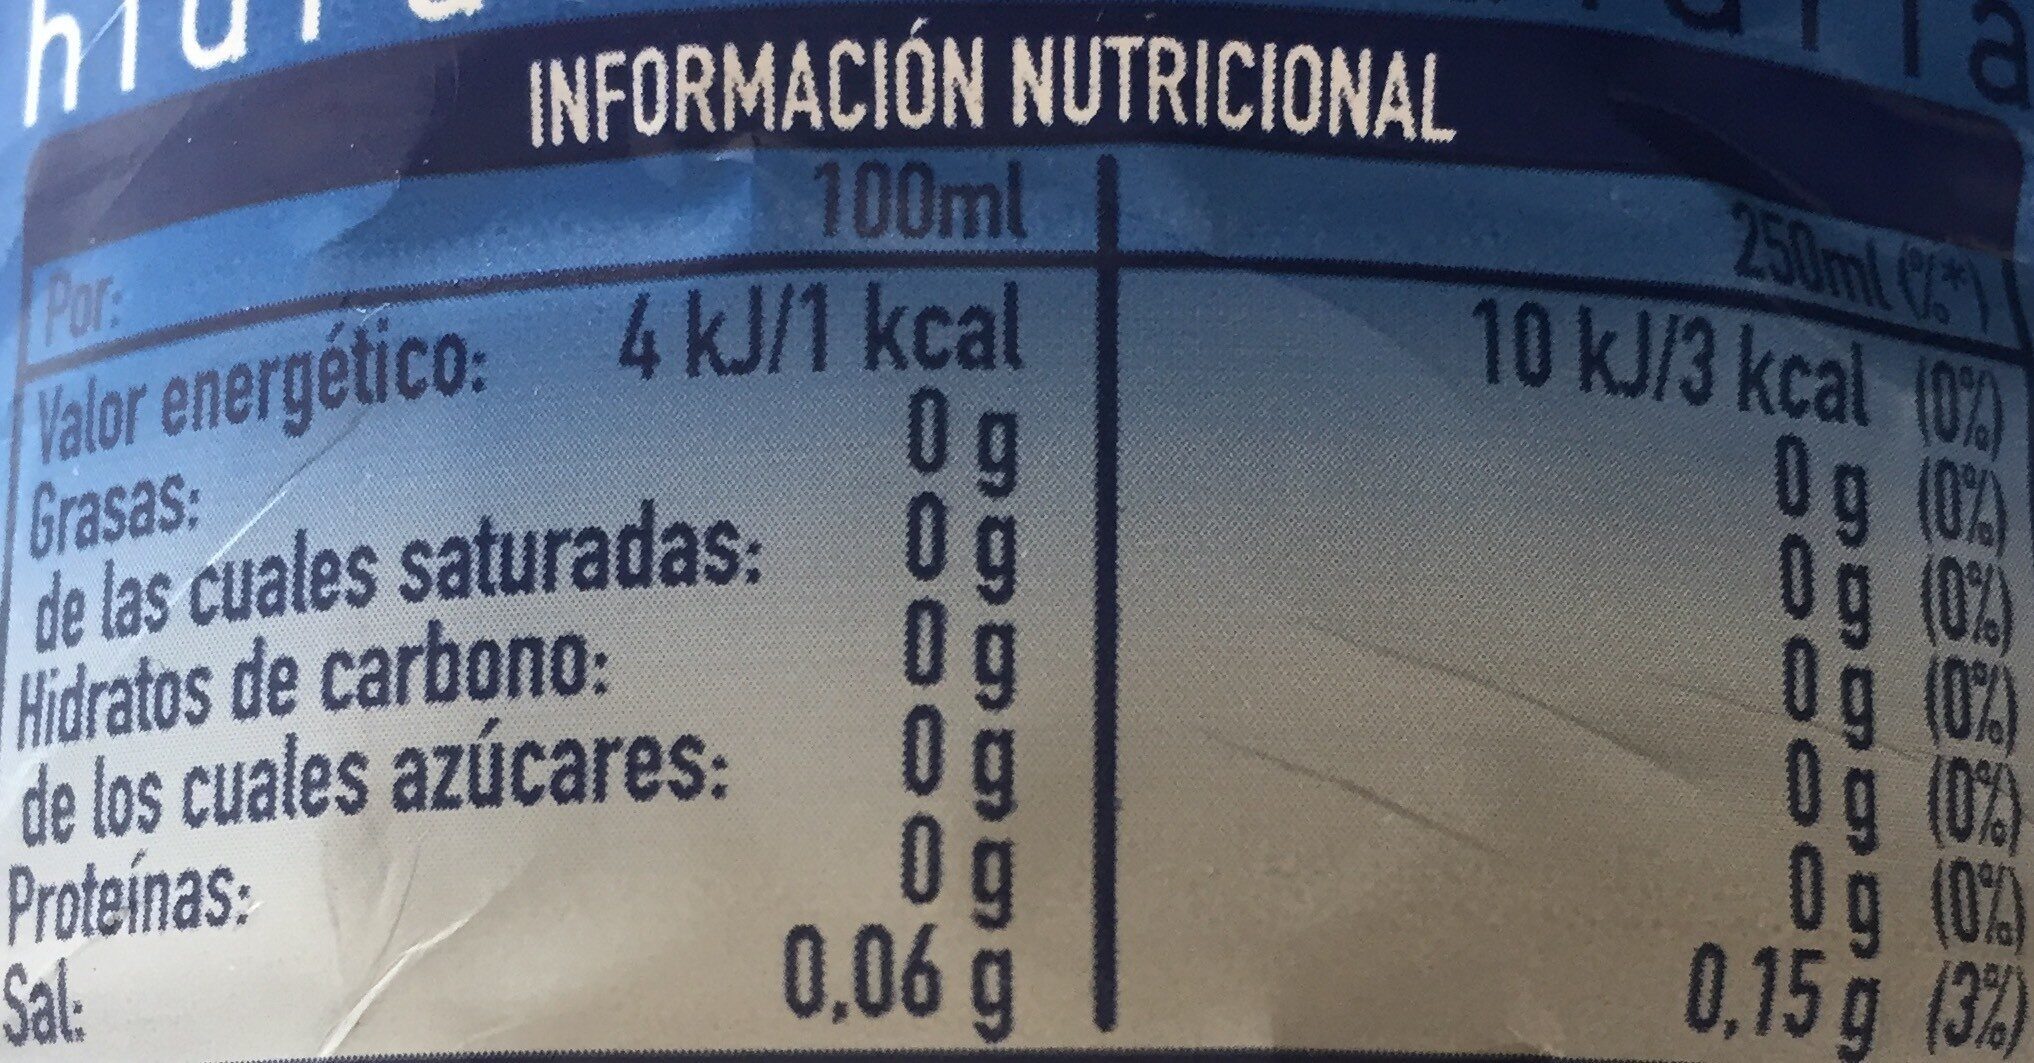 INFORMACIÓN NUTRICIONAL
Por: 100ml 250ml (%*)
Valor energético: 4 kJ/1 kcal 10 kJ/3 kcal (0%)
Grasas: 0 g 0 g (0%)
de las cuales saturadas: 0 g 0 g (0%)
Hidratos de carbono: 0 g 0 g (0%)
de los cuales azúcares: 0 g 0 g (0%)
Proteínas: 0 g 0 g (0%)
Sal: 0,06 g 0,15 g (3%)